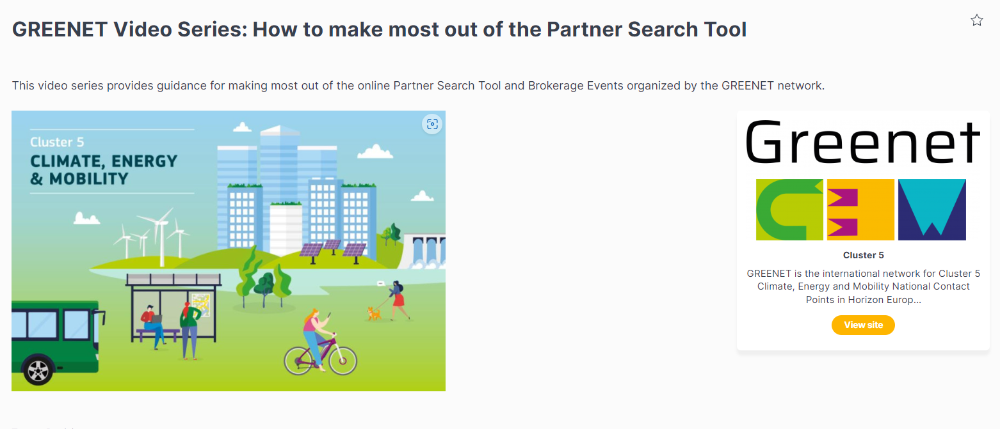 GREENET Video Series: How to make most out of the Partner Search Tool
This video series provides guidance for making most out of the online Partner Search Tool and Brokerage Events organized by the GREENET network.
Cluster 5
CLIMATE, ENERGY
& MOBILITY
Greenet
Cluster 5
GREENET is the international network for Cluster 5
Climate, Energy and Mobility National Contact
Points in Horizon Europ...
View site